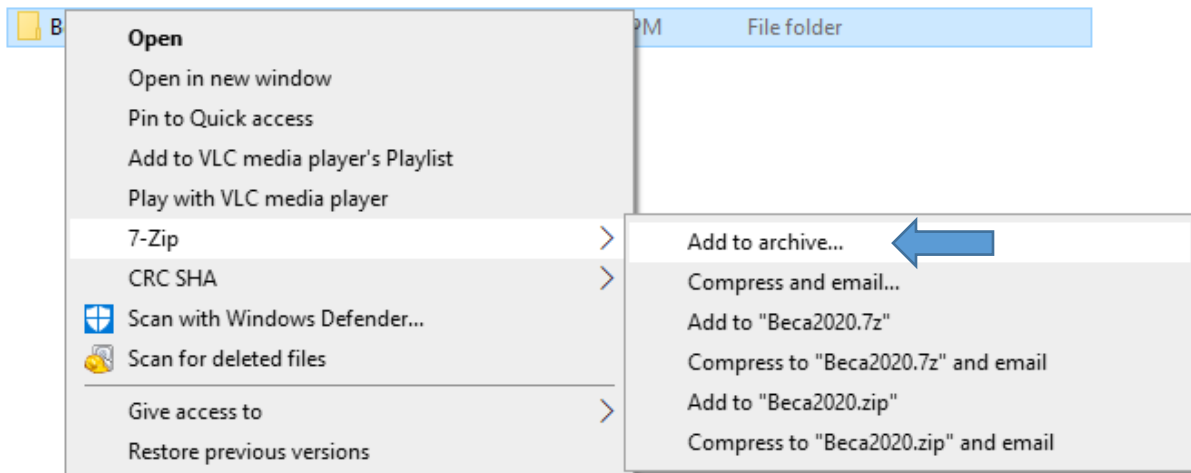 PM File folder
Open
Open in new window
Pin to Quick access
Add to VLC media player's Playlist
Play with VLC media player
7-Zip
CRC SHA
Scan with Windows Defender...
Scan for deleted files
Give access to
Restore previous versions
Add to archive...
Compress and email...
Add to "Beca2020.7z"
Compress to "Beca2020.7z" and email
Add to "Beca2020.zip"
Compress to "Beca2020.zip" and email